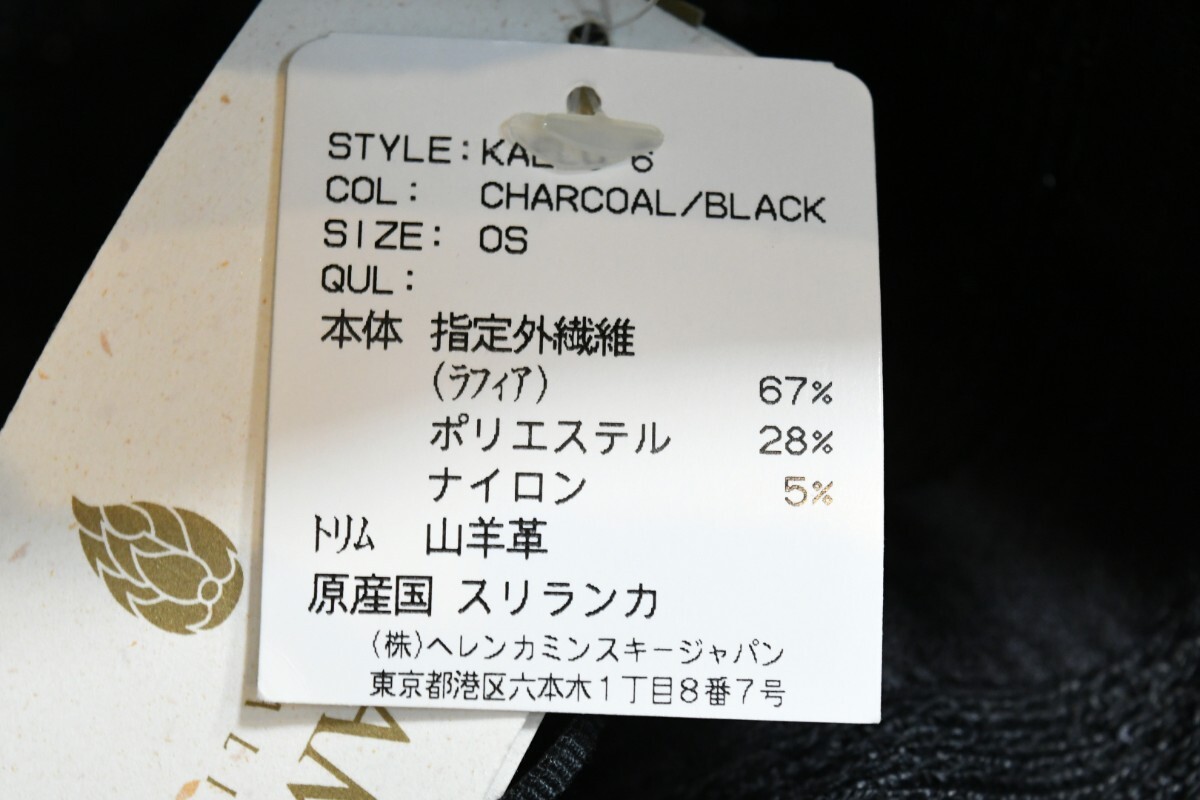 STYLE:
COL: CHARCOAL/BLACK
SIZE: OS
QUL:
本体 指定外繊維
(ラフィア) 67%
ポリエステル 28%
ナイロン 5%
トリム 山羊革
原産国 スリランカ
(株)ヘレンカミンスキージャパン
東京都港区六本木1丁目8番7号